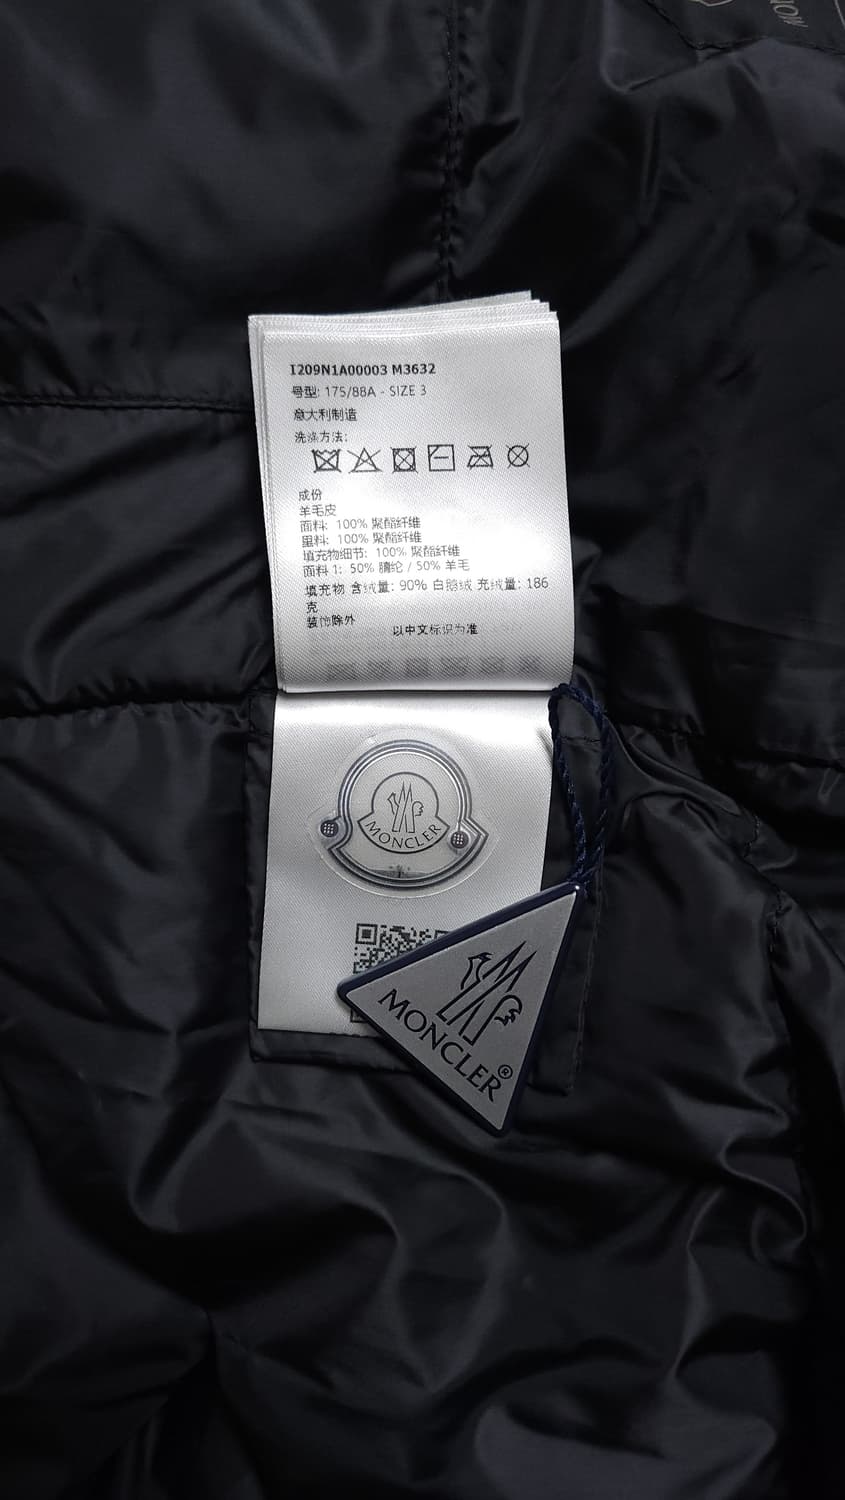 I209N1A00003 M3632
号型: 175/88A - SIZE 3
意大利制造
洗涤方法:
成份
羊毛皮
面料: 100% 聚酯纤维
里料: 100% 聚酯纤维
填充物细节: 100% 聚酯纤维
面料 1: 50% 腈纶 / 50% 羊毛
填充物 含绒量: 90% 白鹅绒 充绒量: 186
克
装饰除外
以中文标识为准
MONCLER
MONCLER®